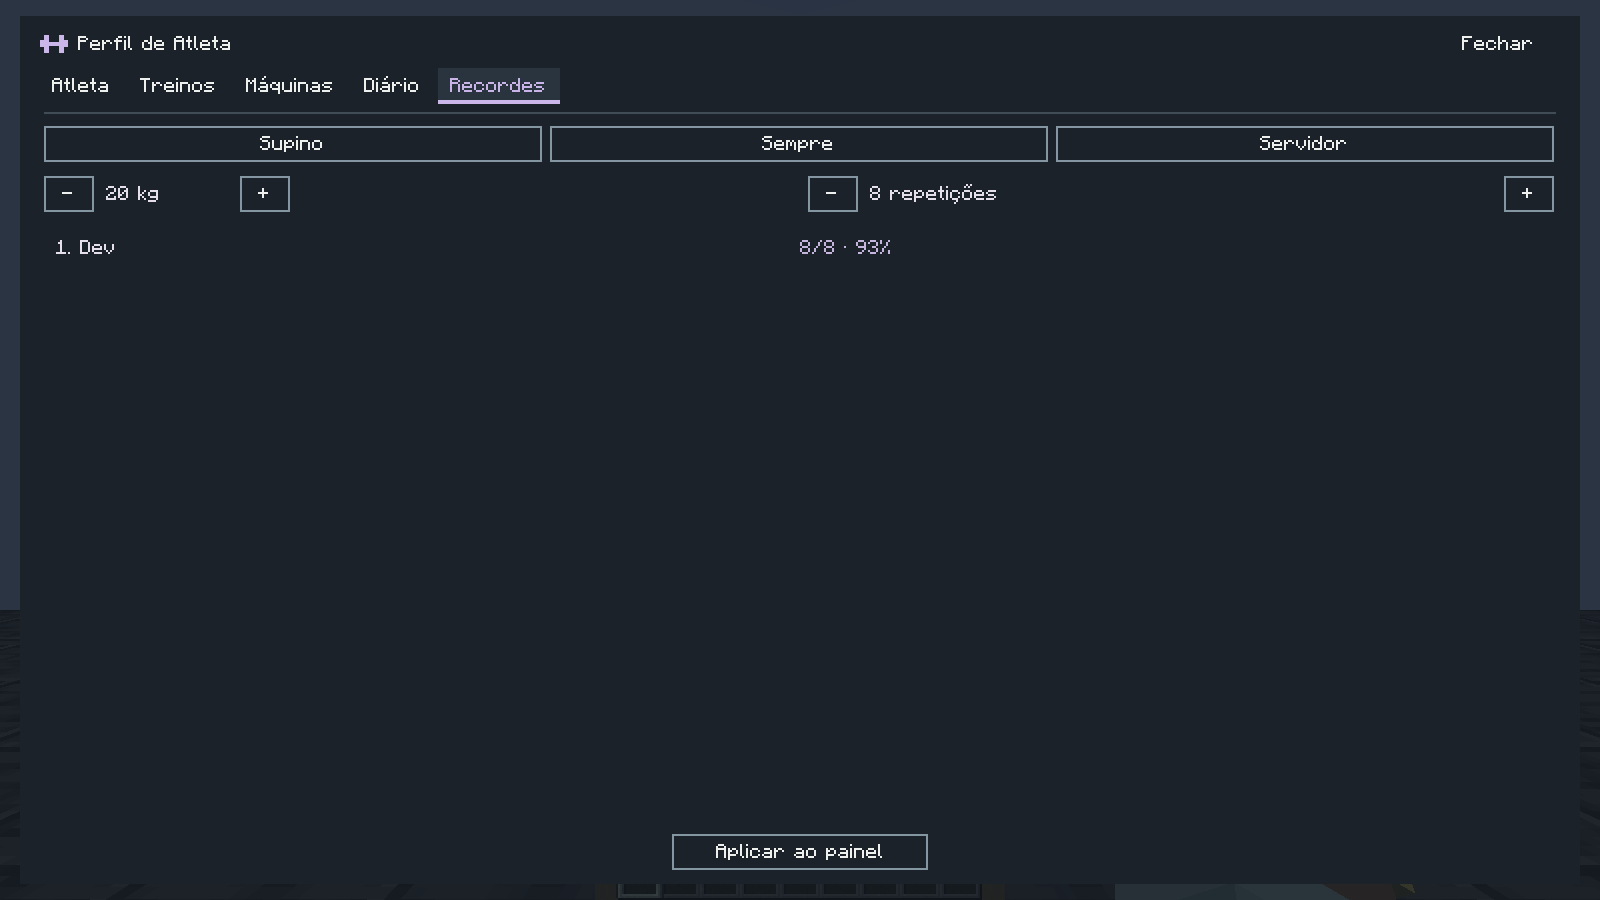 Perfil de Atleta
Fechar
Atleta Treinos Máquinas Diário Recordes
Supino Sempre Servidor
- 20 kg + - 8 repetições +
1. Dev 8/8 · 93%
Aplicar ao painel